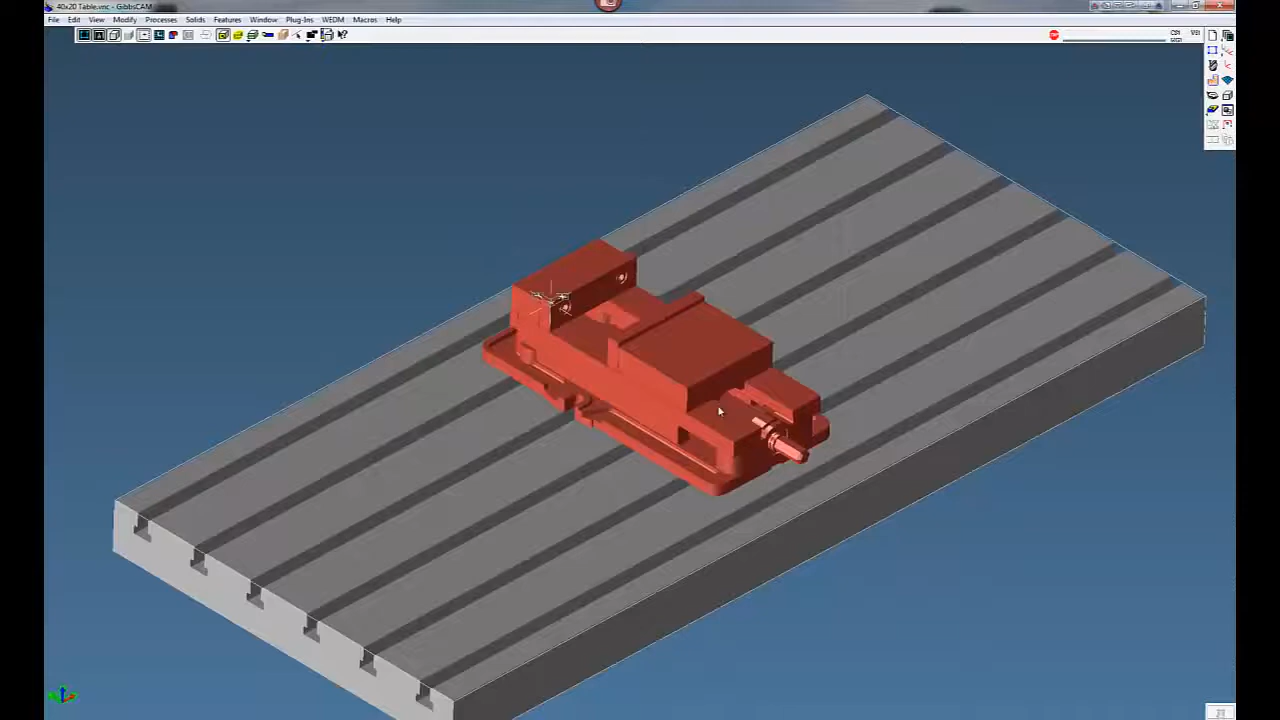 40x20 Table.vnc - GibbsCAM
File Edit View Modify Processes Solids Features Window Plug-Ins WEDM Macros Help